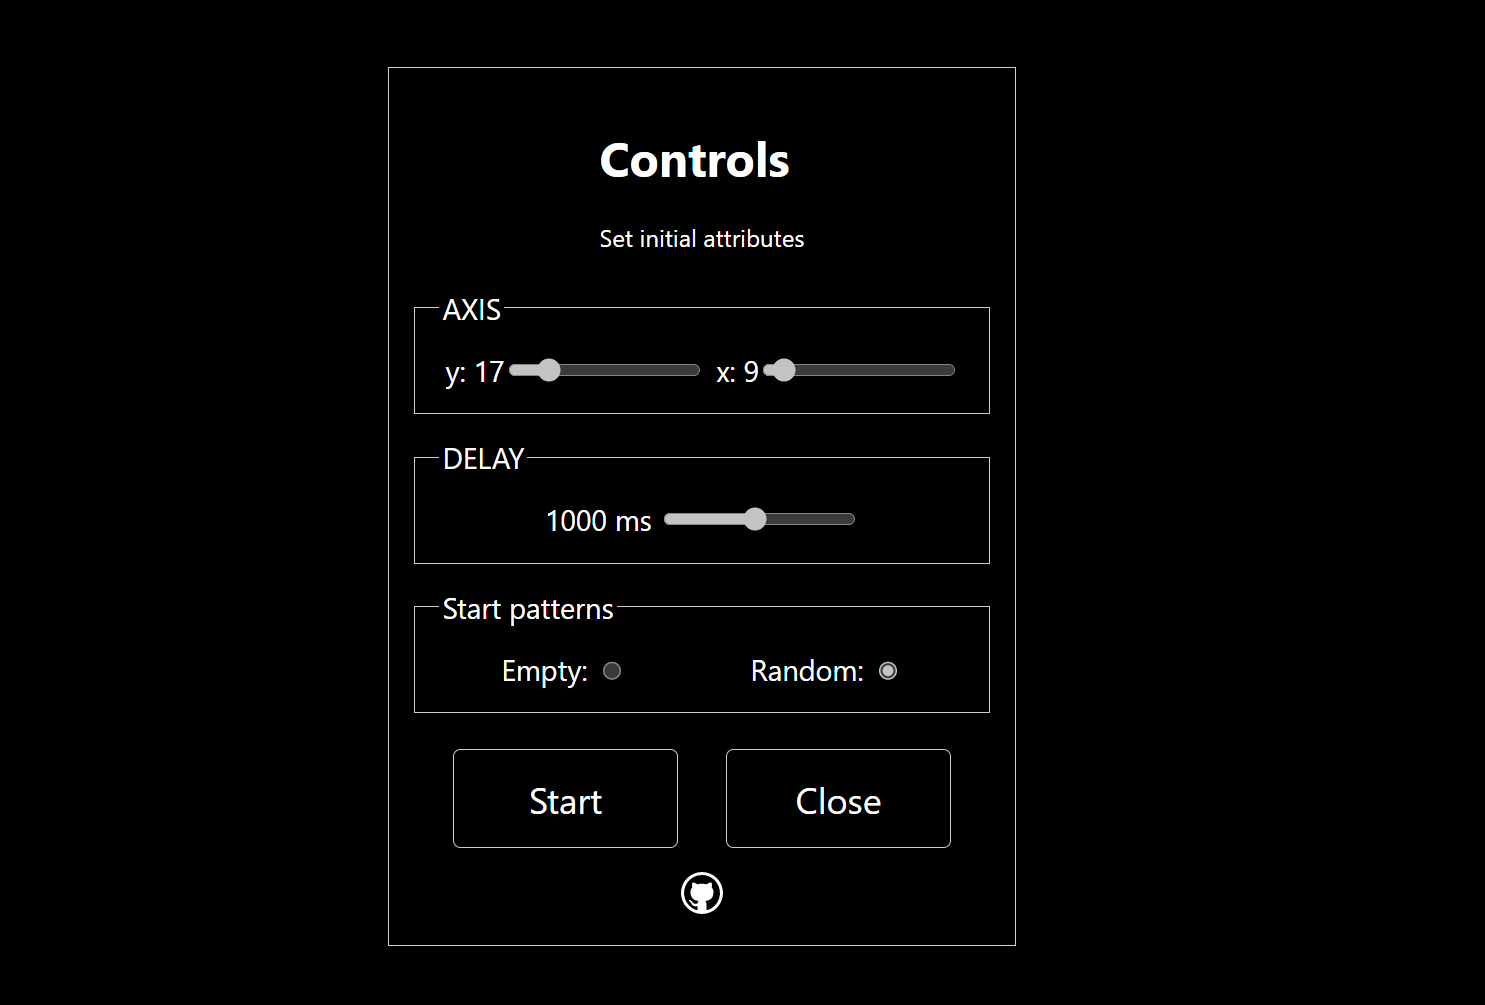 Controls
Set initial attributes
AXIS
y: 17 x: 9
DELAY
1000 ms
Start patterns
Empty: Random:
Start Close